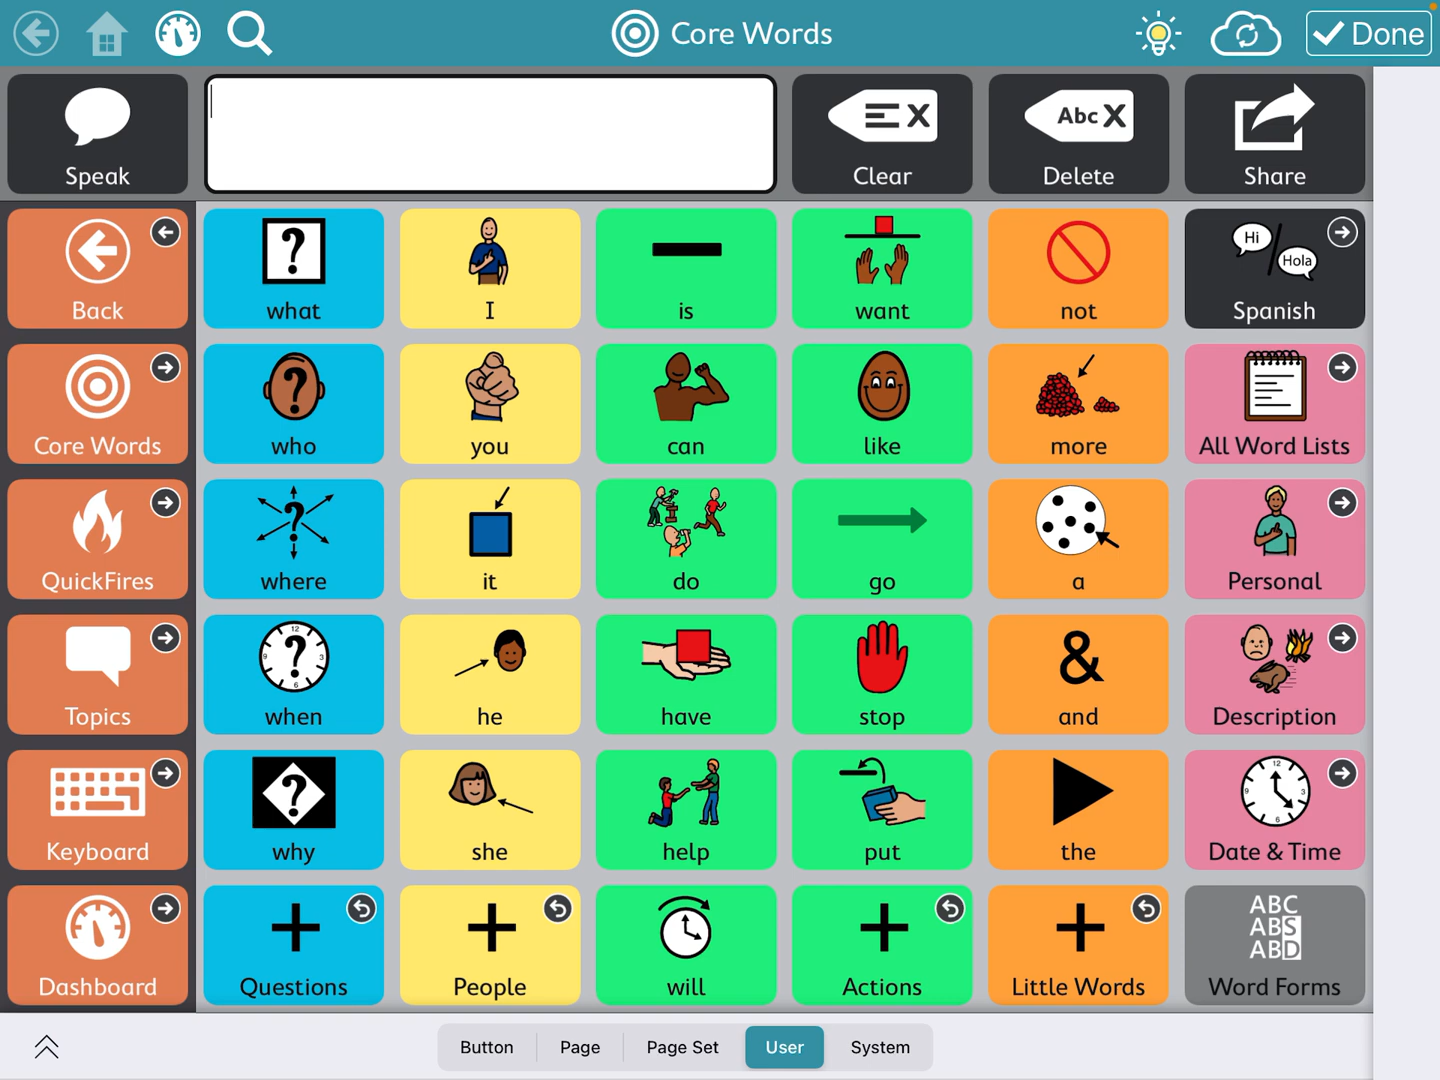 Core Words
Done
Speak
Abc X
Clear
Delete
Share
Back
what
I
is
want
not
Hi
Hola
Spanish
Core Words
who
you
can
like
more
All Word Lists
QuickFires
where
it
do
go
a
Personal
Topics
when
he
have
stop
&
and
Description
Keyboard
why
she
help
put
the
Date & Time
Dashboard
Questions
People
will
Actions
Little Words
ABC
ABS
ABD
Word Forms
Button
Page
Page Set
User
System